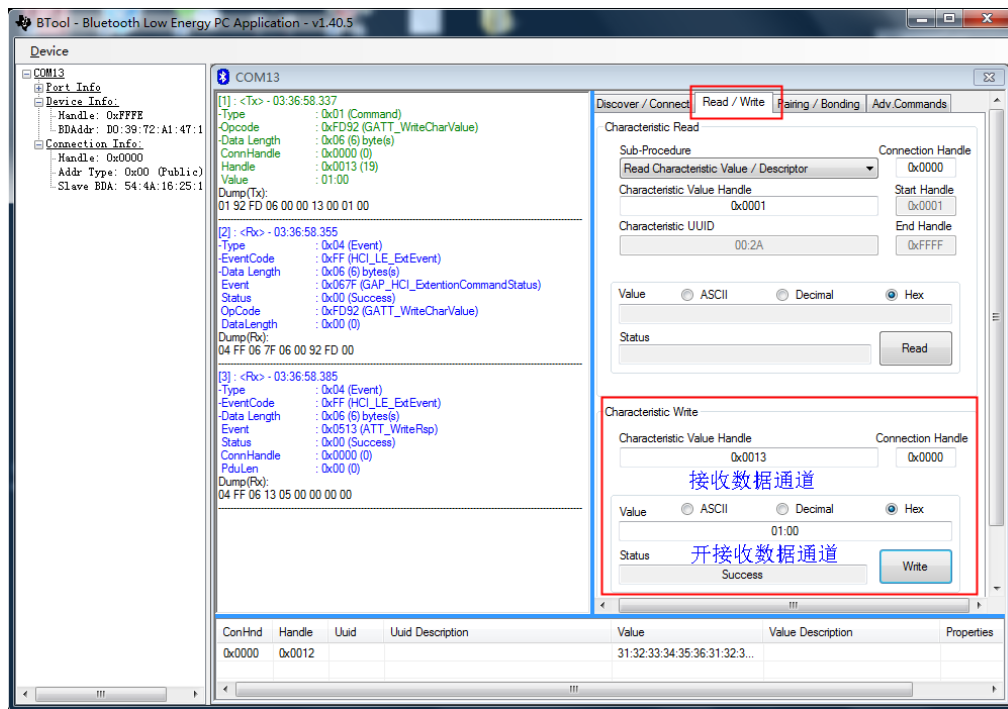 BTool - Bluetooth Low Energy PC Application - v1.40.5
Device
COM13
Port Info
Device Info:
Handle: 0xFFFE
BDAddr: D0:39:72:A1:47:1
Connection Info:
Handle: 0x0000
Addr Type: 0x00 (Public)
Slave BDA: 54:4A:16:25:1
COM13
[1] : <Tx> - 03:36:58.337
-Type : 0x01 (Command)
-Opcode : 0xFD92 (GATT_WriteCharValue)
-Data Length : 0x06 (6) byte(s)
ConnHandle : 0x0000 (0)
Handle : 0x0013 (19)
Value : 01:00
Dump(Tx):
01 92 FD 06 00 00 13 00 01 00
[2] : <Rx> - 03:36:58.355
-Type : 0x04 (Event)
-EventCode : 0xFF (HCI_LE_ExtEvent)
-Data Length : 0x06 (6) bytes(s)
Event : 0x067F (GAP_HCI_ExtentionCommandStatus)
Status : 0x00 (Success)
OpCode : 0xFD92 (GATT_WriteCharValue)
DataLength : 0x00 (0)
Dump(Rx):
04 FF 06 7F 06 00 92 FD 00
[3] : <Rx> - 03:36:58.385
-Type : 0x04 (Event)
-EventCode : 0xFF (HCI_LE_ExtEvent)
-Data Length : 0x06 (6) bytes(s)
Event : 0x0513 (ATT_WriteRsp)
Status : 0x00 (Success)
ConnHandle : 0x0000 (0)
PduLen : 0x00 (0)
Dump(Rx):
04 FF 06 13 05 00 00 00 00
Discover / Connect Read / Write Pairing / Bonding Adv.Commands
Characteristic Read
Sub-Procedure Connection Handle
Read Characteristic Value / Descriptor 0x0000
Characteristic Value Handle Start Handle
0x0001 0x0001
Characteristic UUID End Handle
00:2A 0xFFFF
Value ASCII Decimal Hex
Status
Read
Characteristic Write
Characteristic Value Handle Connection Handle
0x0013 0x0000
接收数据通道
Value ASCII Decimal Hex
01:00
Status 开接收数据通道
Success Write
ConHnd Handle Uuid Uuid Description Value Value Description Properties
0x0000 0x0012 31:32:33:34:35:36:31:32:3...